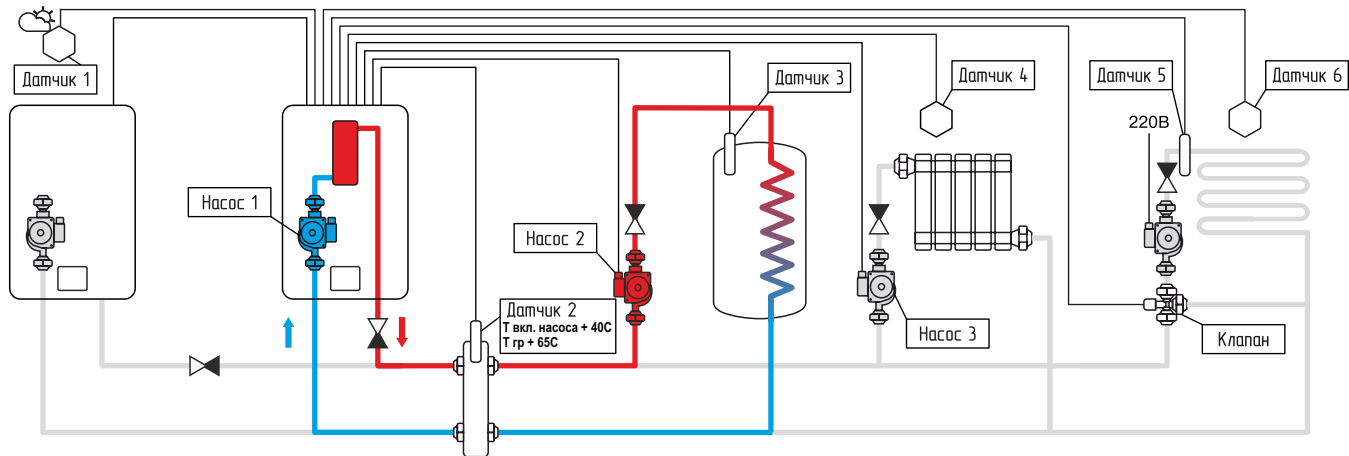 Датчик 1
Датчик 3
Датчик 4
Датчик 5
Датчик 6
220В
Насос 1
Насос 2
Датчик 2
Т вкл. насоса + 40С
Т гр + 65С
Насос 3
Клапан